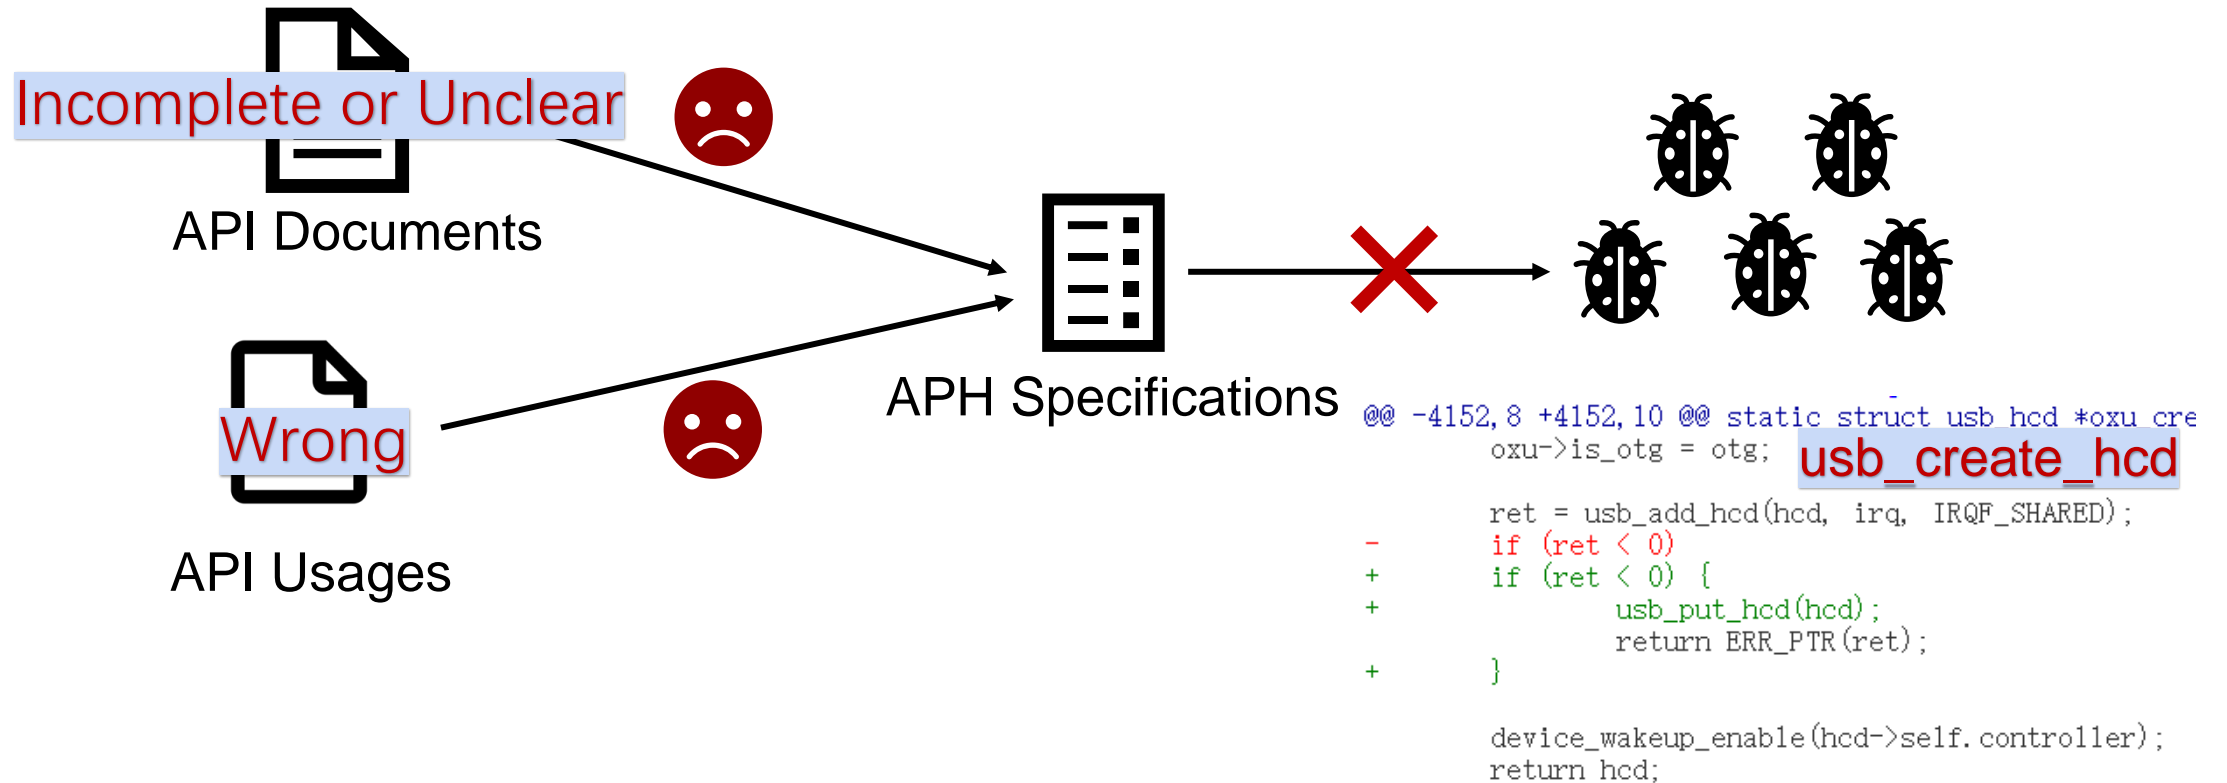 Incomplete or Unclear
API Documents
Wrong
API Usages
APH Specifications
@@ -4152,8 +4152,10 @@ static struct usb_hcd *oxu_cre
oxu->is_otg = otg;
usb_create_hcd
ret = usb_add_hcd(hcd, irq, IRQF_SHARED);
- if (ret < 0)
+ if (ret < 0) {
+ usb_put_hcd(hcd);
return ERR_PTR(ret);
+ }
device_wakeup_enable(hcd->self.controller);
return hcd;